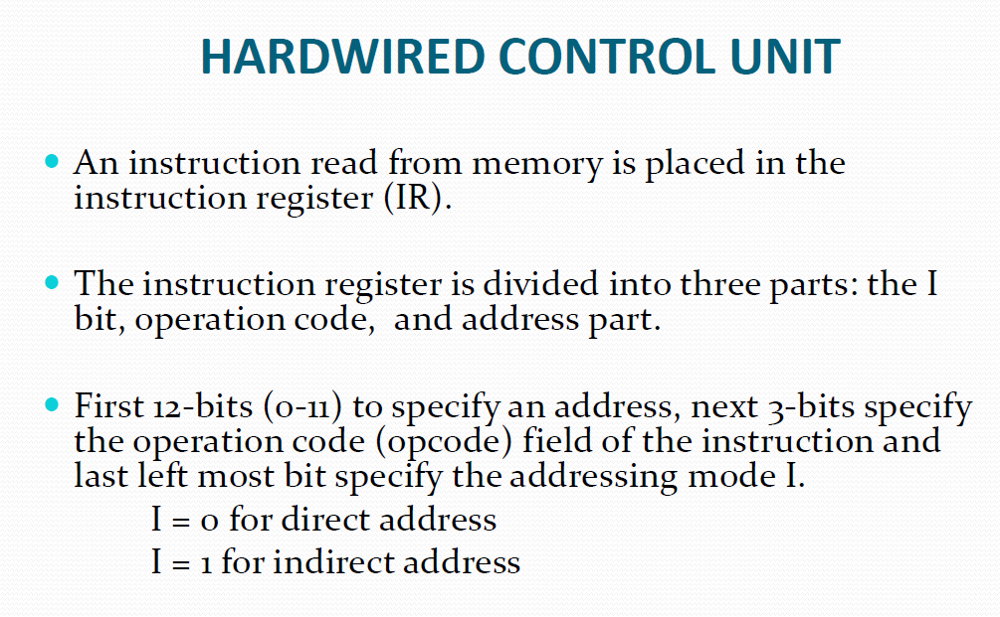 HARDWIRED CONTROL UNIT
• An instruction read from memory is placed in the
instruction register (IR).
• The instruction register is divided into three parts: the I
bit, operation code, and address part.
• First 12-bits (0-11) to specify an address, next 3-bits specify
the operation code (opcode) field of the instruction and
last left most bit specify the addressing mode I.
I = 0 for direct address
I = 1 for indirect address